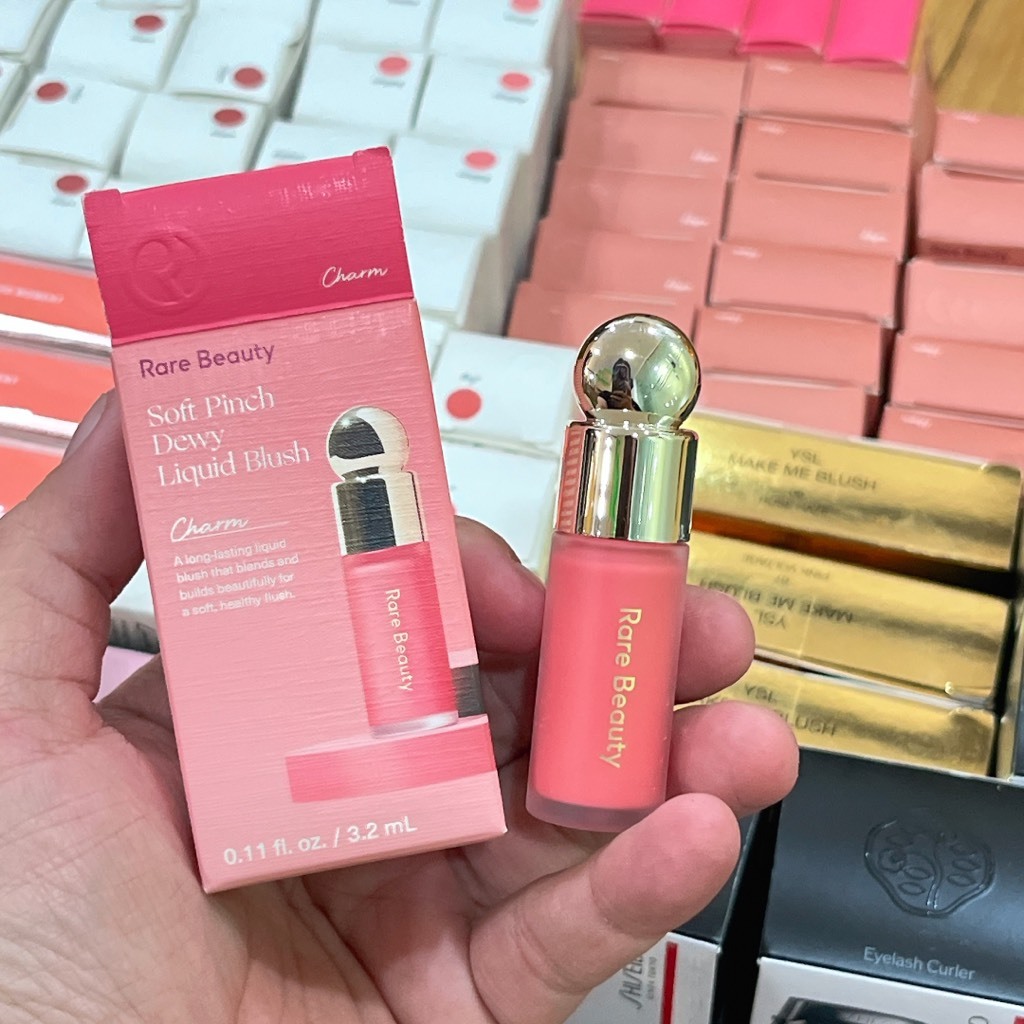 Charm
Rare Beauty
Soft Pinch
Dewy
Liquid Blush
Charm
A long-lasting liquid
blush that blends and
builds beautifully for
a soft, healthy flush.
Rare Beauty
0.11 fl. oz. / 3.2 mL
Rare Beauty
YSL
MAKE ME BLUSH
YSL
MAKE ME BLUSH
YSL
BLUSH
Eyelash Curler